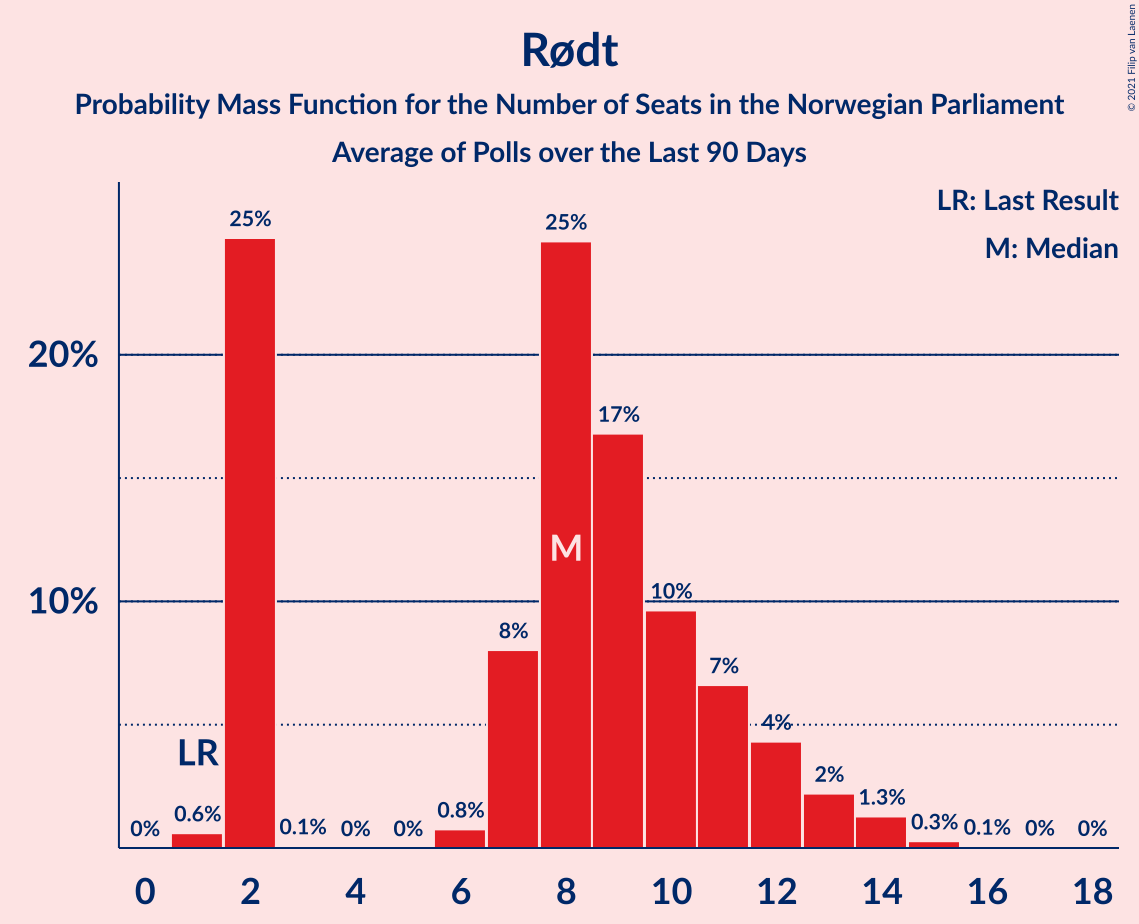 © 2021 Filip van Laenen
Rødt
Probability Mass Function for the Number of Seats in the Norwegian Parliament
Average of Polls over the Last 90 Days
LR: Last Result
M: Median
25%
25%
20%
17%
M
10%
10%
8%
7%
4%
LR
2%
1.3%
0.6%
0.8%
0.3%
0%
0.1%
0%
0%
0.1%
0%
0%
0 2 4 6 8 10 12 14 16 18